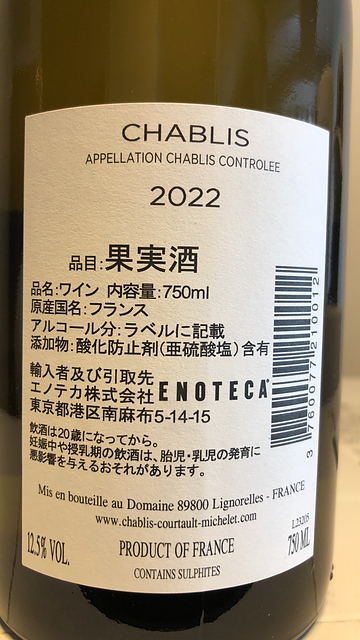 CHABLIS
APPELLATION CHABLIS CONTROLEE
2022
品目:果実酒
品名:ワイン 内容量:750ml
原産国名:フランス
アルコール分:ラベルに記載
添加物:酸化防止剤(亜硫酸塩)含有
輸入者及び引取先
エノテカ株式会社 ENOTECA
東京都港区南麻布5-14-15
飲酒は20歳になってから。
妊娠中や授乳期の飲酒は、胎児・乳児の発育に
悪影響を与えるおそれがあります。
3 760077 210012
Mis en bouteille au Domaine 89800 Lignorelles - FRANCE
www.chablis-courtault-michelet.com
L23205
12.5% VOL. PRODUCT OF FRANCE 750 ML
CONTAINS SULPHITES